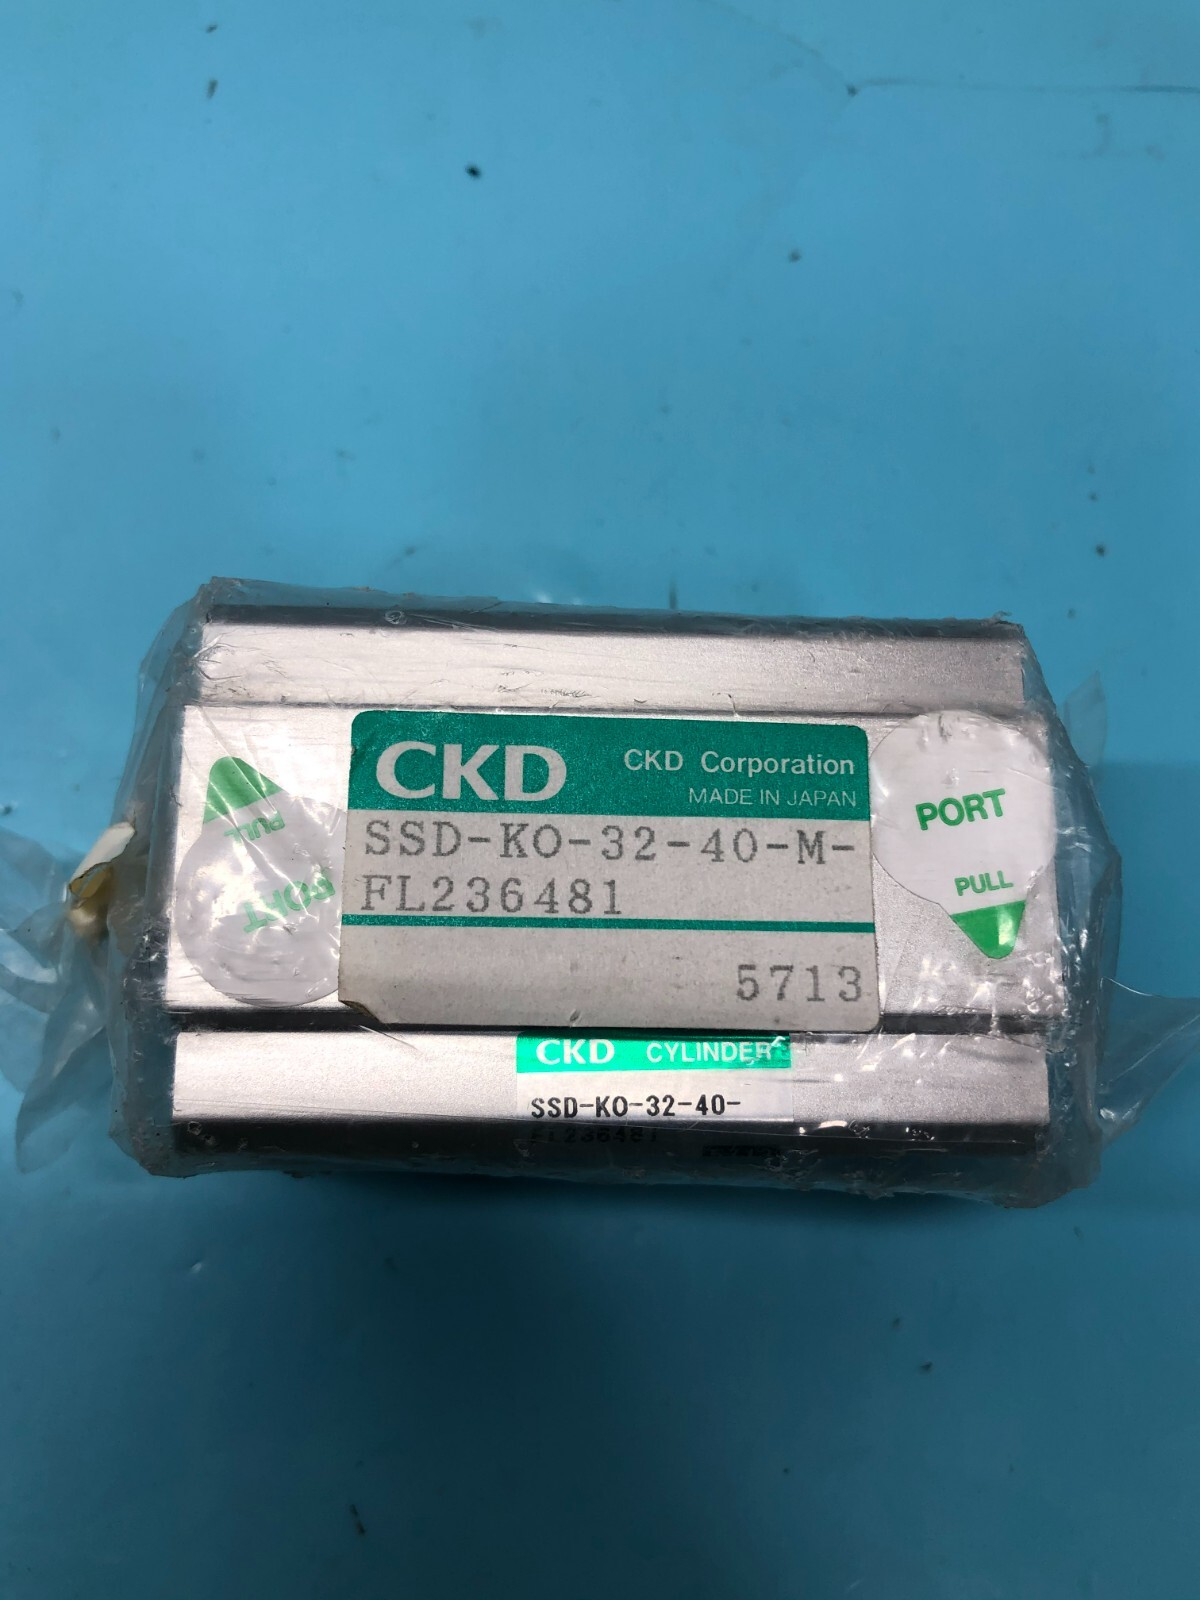 CKD
CKD Corporation
MADE IN JAPAN
SSD-KO-32-40-M-
FL236481
5713
PULL
PORT
PORT
PULL
CKD CYLINDER
SSD-KO-32-40-
FL236481